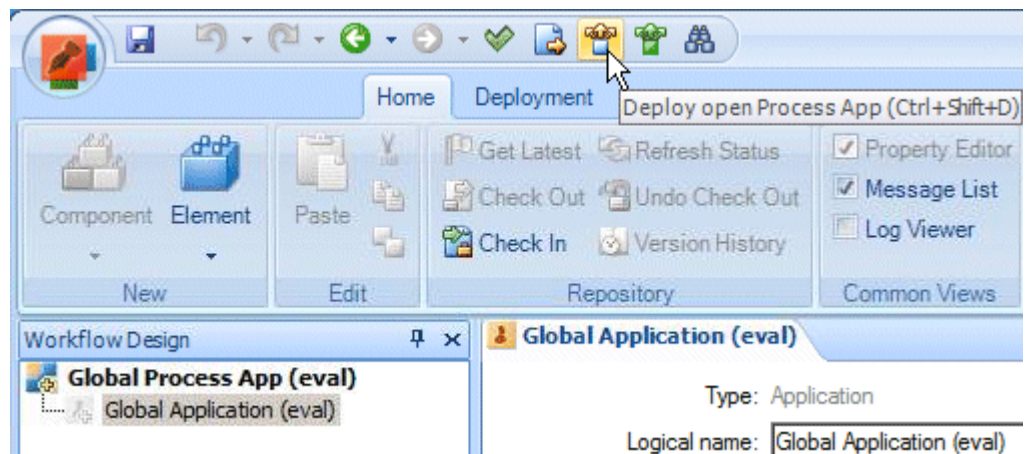 Home Deployment
Deploy open Process App (Ctrl+Shift+D)
Component Element
New
Paste
Edit
Get Latest Refresh Status
Check Out Undo Check Out
Check In Version History
Repository
Property Editor
Message List
Log Viewer
Common Views
Workflow Design
Global Process App (eval)
Global Application (eval)
Global Application (eval)
Type: Application
Logical name: Global Application (eval)